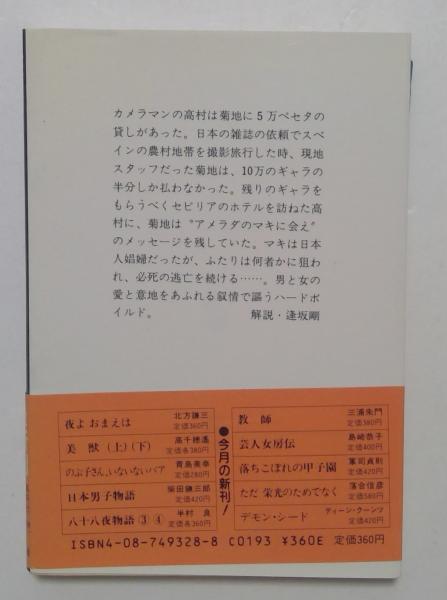 カメラマンの高村は菊地に5万ペセタの
貸しがあった。日本の雑誌の依頼でスペ
インの農村地帯を撮影旅行した時、現地
スタッフだった菊地は、10万のギャラの
半分しか払わなかった。残りのギャラを
もらうべくセビリアのホテルを訪ねた高
村に、菊地は〝アメラダのマキに会え〟
のメッセージを残していた。マキは日本
人娼婦だったが、ふたりは何者かに狙わ
れ、必死の逃亡を続ける……。男と女の
愛と意地をあふれる叙情で謳うハードボ
イルド。 解説・逢坂剛
夜よ おまえは 北方謙三 定価360円
美獣(上)(下) 高千穂遙 定価各380円
のぶ子さん、いないないバア 青島美幸 定価280円
日本男子物語 柴田錬三郎 定価420円
八十八夜物語③④ 半村良 定価各360円
●今月の新刊!
教師 三浦朱門 定価380円
芸人女房伝 島崎恭子 定価400円
落ちこぼれの甲子園 軍司貞則 定価420円
ただ 栄光のためでなく 落合信彦 定価560円
デモン・シード ディーン・クーンツ 定価420円
ISBN4-08-749328-8 C0193 ¥360E 定価360円